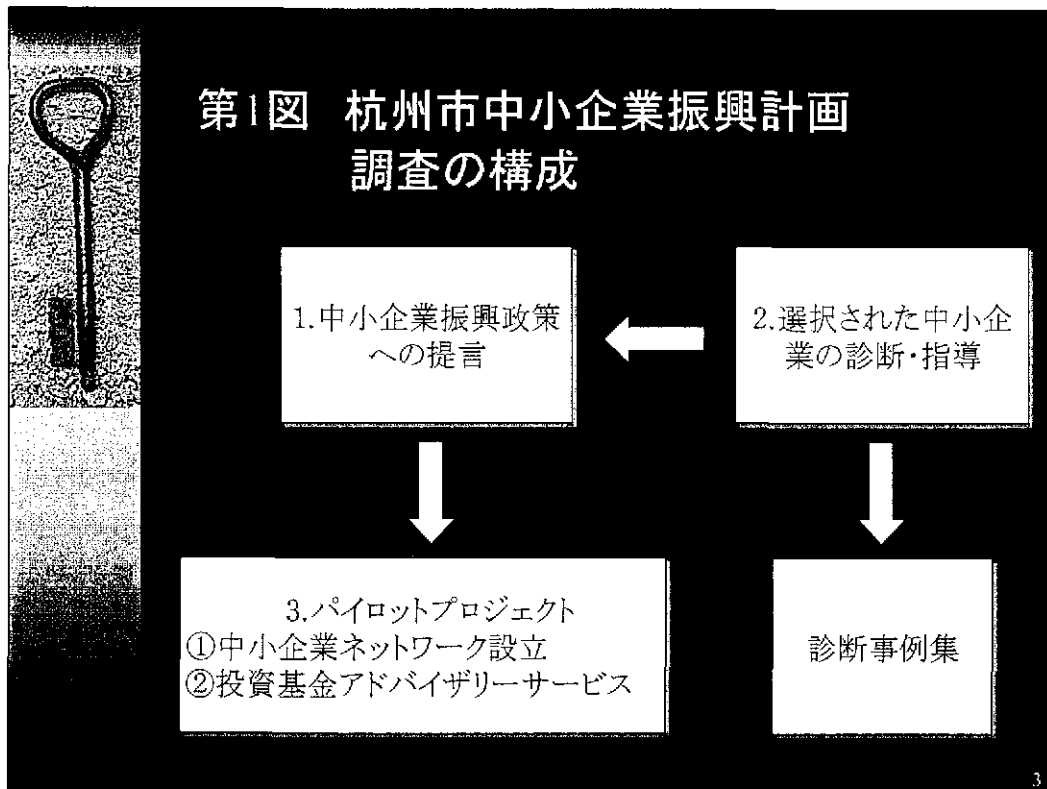 第1図 杭州市中小企業振興計画
調査の構成
1.中小企業振興政策
への提言
2.選択された中小企
業の診断・指導
3.パイロットプロジェクト
①中小企業ネットワーク設立
②投資基金アドバイザリーサービス
診断事例集
3